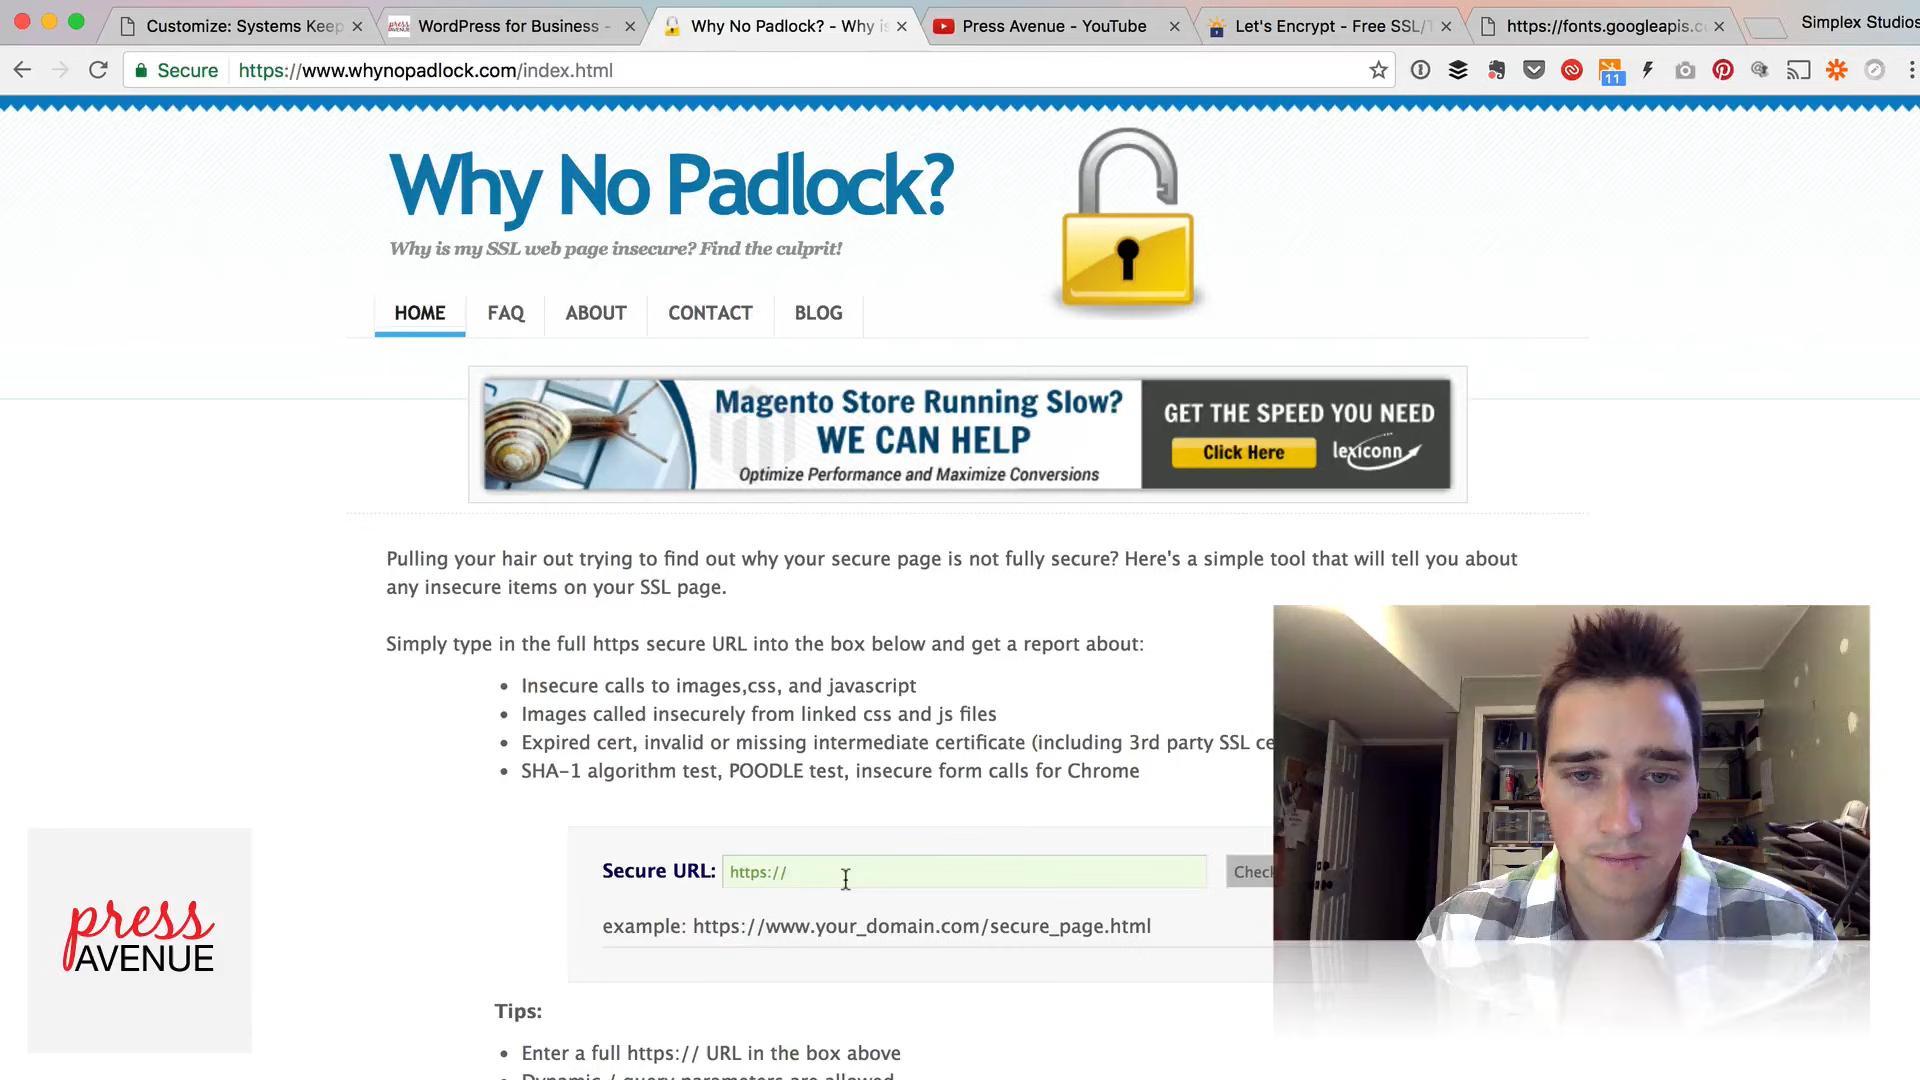 Customize: Systems Keep
WordPress for Business -
Why No Padlock? - Why is
Press Avenue - YouTube
Let's Encrypt - Free SSL/T
https://fonts.googleapis.co
Simplex Studios
Secure https://www.whynopadlock.com/index.html
11
Why No Padlock?
Why is my SSL web page insecure? Find the culprit!
HOME FAQ ABOUT CONTACT BLOG
Magento Store Running Slow?
WE CAN HELP
Optimize Performance and Maximize Conversions
GET THE SPEED YOU NEED
Click Here lexiconn
Pulling your hair out trying to find out why your secure page is not fully secure? Here's a simple tool that will tell you about
any insecure items on your SSL page.
Simply type in the full https secure URL into the box below and get a report about:
• Insecure calls to images,css, and javascript
• Images called insecurely from linked css and js files
• Expired cert, invalid or missing intermediate certificate (including 3rd party SSL ce
• SHA-1 algorithm test, POODLE test, insecure form calls for Chrome
Secure URL: https:// Check
example: https://www.your_domain.com/secure_page.html
press
AVENUE
Tips:
• Enter a full https:// URL in the box above
• Dynamic / query parameters are allowed